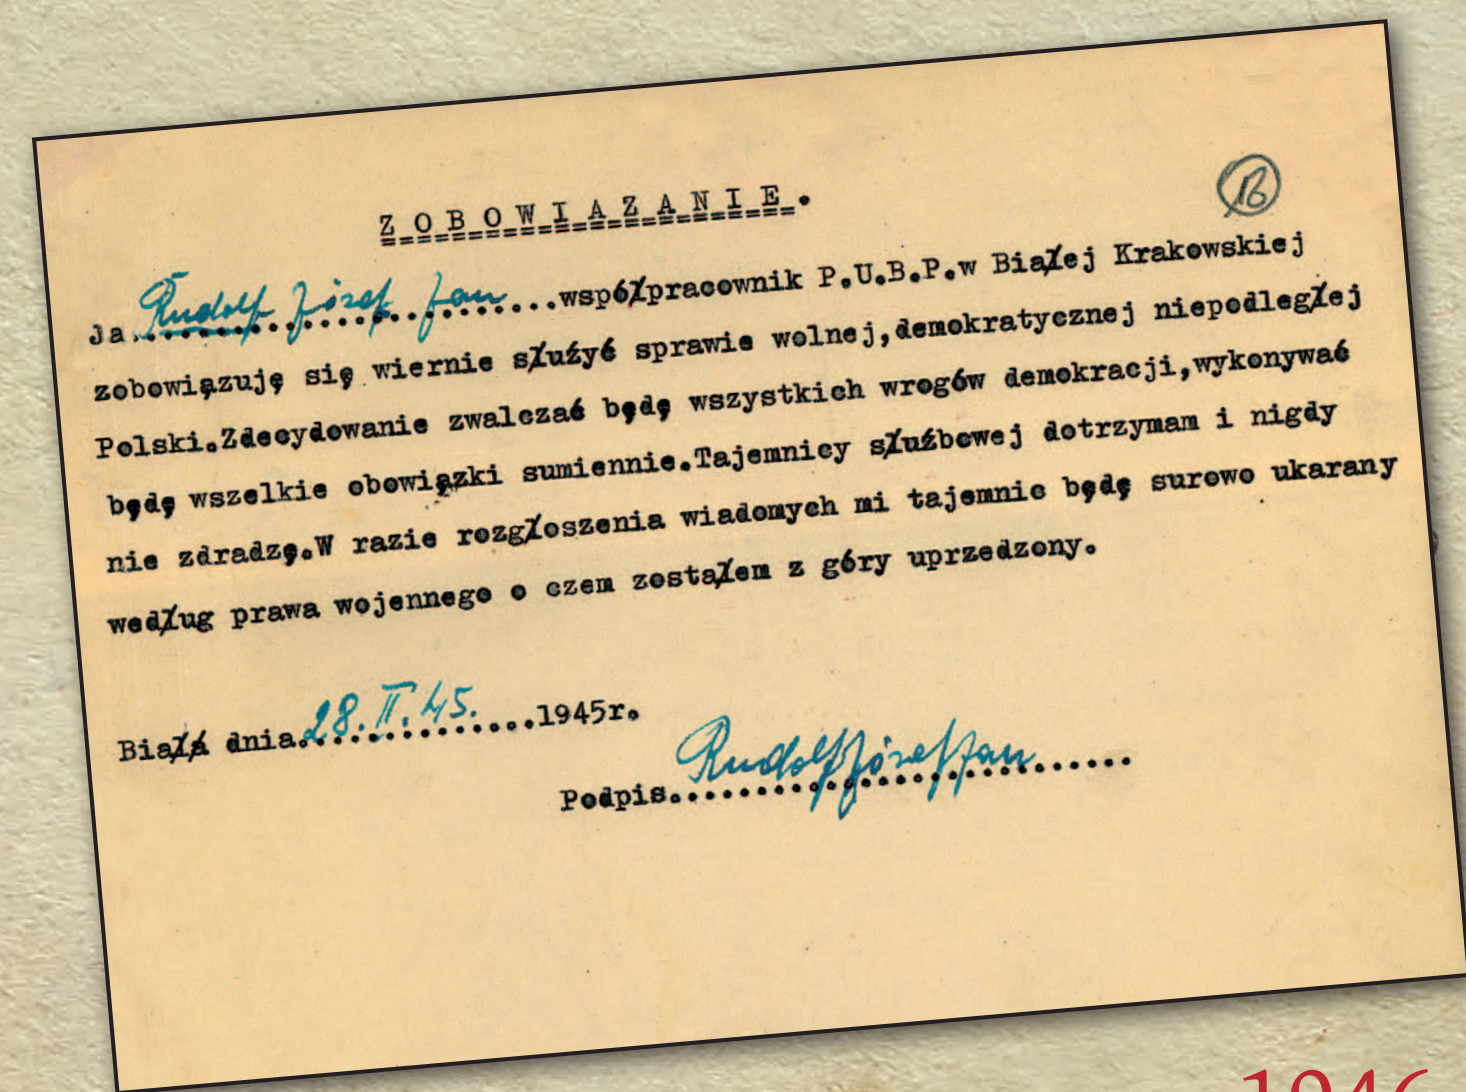 Z O B O W I A Z A N I E .
Ja Rudolf Józef Jan...współpracownik P.U.B.P.w Białej Krakowskiej
zobowiązuję się wiernie służyć sprawie wolnej,demokratycznej niepodległej
Polski.Zdecydowanie zwalczać będę wszystkich wrogów demokracji,wykonywać
będę wszelkie obowiązki sumiennie.Tajemnicy służbowej dotrzymam i nigdy
nie zdradzę.W razie rozgłoszenia wiadomych mi tajemnic będę surowo ukarany
według prawa wojennego o czem zostałem z góry uprzedzony.
Biała dnia 28.II.45......1945r.
Podpis. Rudolf Józef Jan......
1946